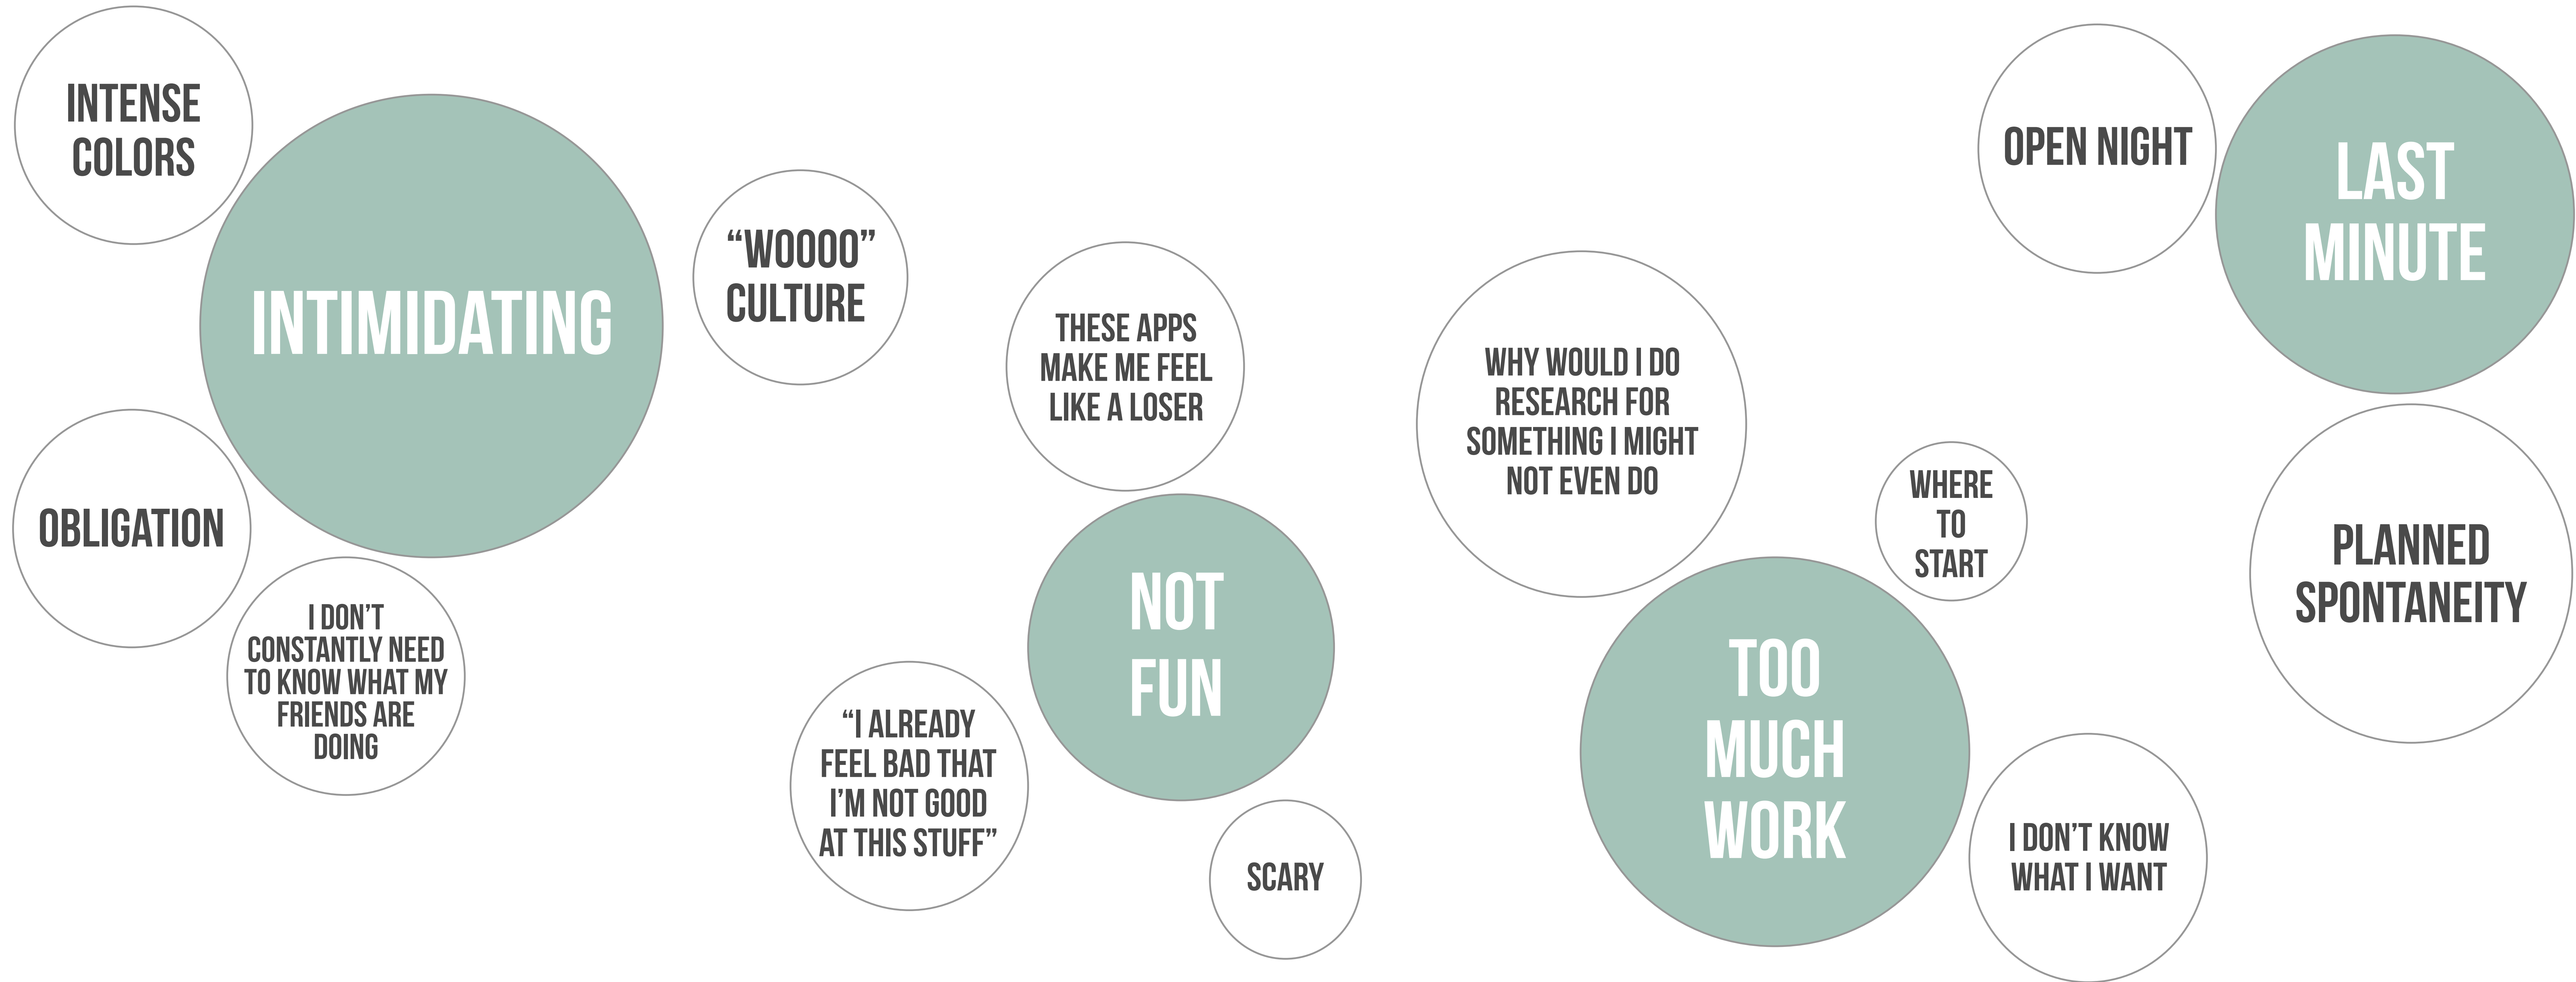 INTENSE
COLORS
INTIMIDATING
OBLIGATION
I DON'T
CONSTANTLY NEED
TO KNOW WHAT MY
FRIENDS ARE
DOING
“WOOOO”
CULTURE
THESE APPS
MAKE ME FEEL
LIKE A LOSER
NOT
FUN
“I ALREADY
FEEL BAD THAT
I’M NOT GOOD
AT THIS STUFF”
SCARY
WHY WOULD I DO
RESEARCH FOR
SOMETHING I MIGHT
NOT EVEN DO
WHERE
TO
START
TOO
MUCH
WORK
I DON’T KNOW
WHAT I WANT
OPEN NIGHT
LAST
MINUTE
PLANNED
SPONTANEITY